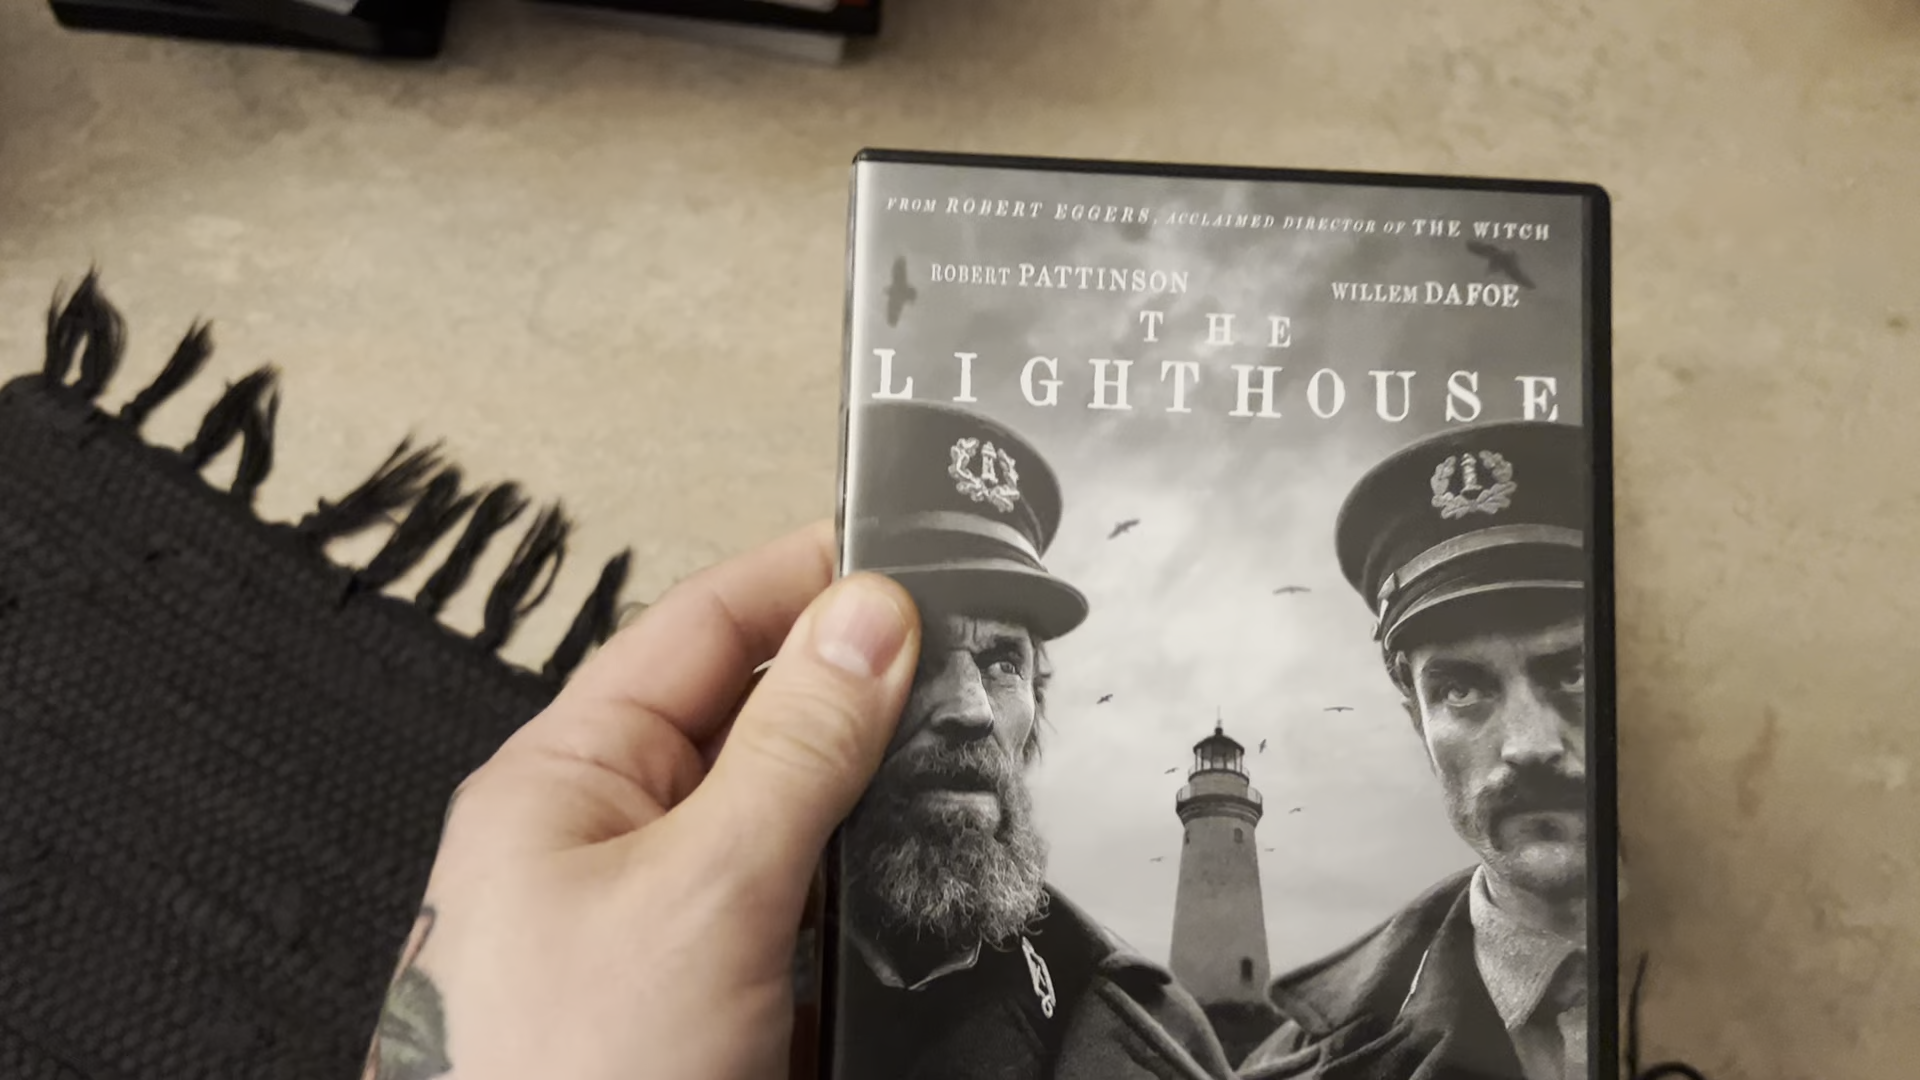 FROM ROBERT EGGERS, ACCLAIMED DIRECTOR OF THE WITCH
ROBERT PATTINSON WILLEM DAFOE
THE
LIGHTHOUSE